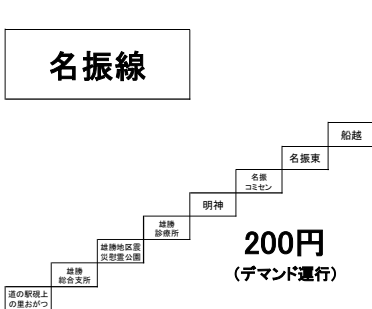 名振線
船越
名振東
名振
コミセン
明神
雄勝
診療所
200円
(デマンド運行)
雄勝地区震
災慰霊公園
雄勝
総合支所
道の駅硯上
の里おがつ